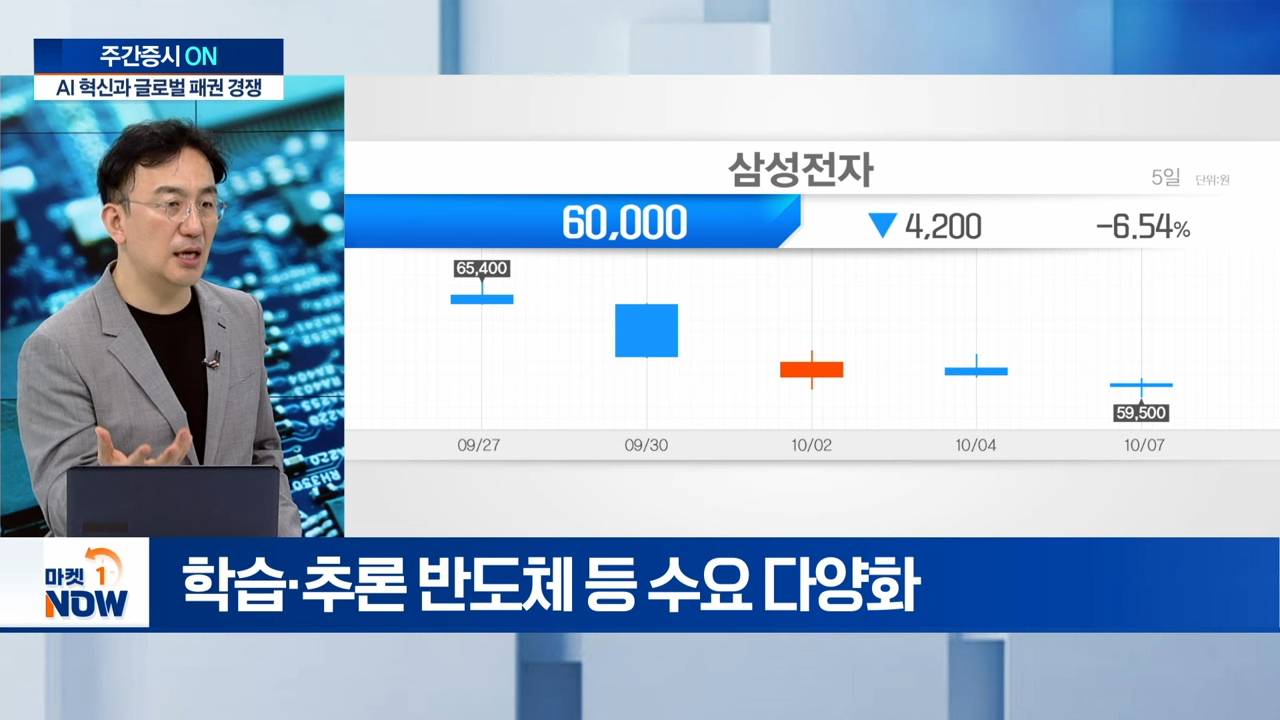 주간증시 ON
AI 혁신과 글로벌 패권 경쟁
삼성전자
5일 단위:원
60,000 ▼4,200 -6.54%
65,400
59,500
09/27 09/30 10/02 10/04 10/07
마켓 1
NOW
학습·추론 반도체 등 수요 다양화